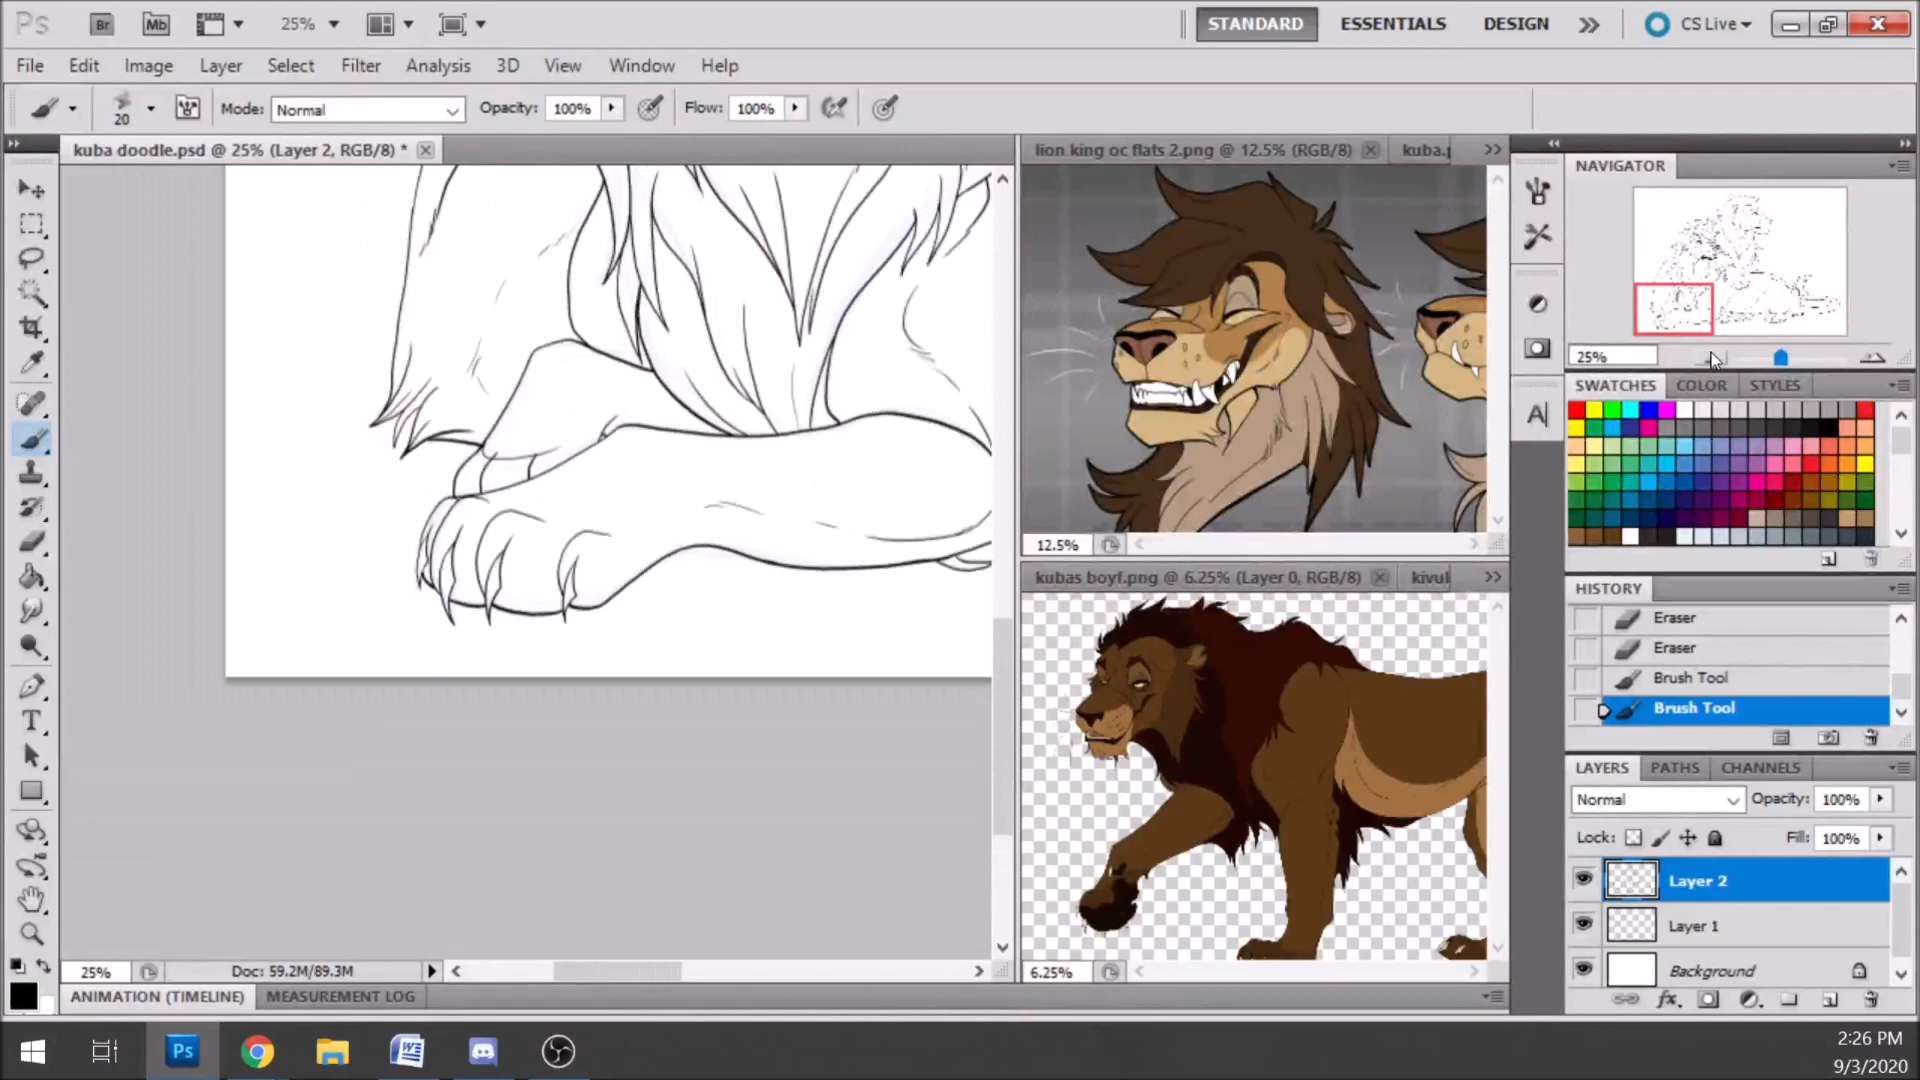 Ps Br Mb 25% STANDARD ESSENTIALS DESIGN CS Live
File Edit Image Layer Select Filter Analysis 3D View Window Help
20 Mode: Normal Opacity: 100% Flow: 100%
kuba doodle.psd @ 25% (Layer 2, RGB/8) *
lion king oc flats 2.png @ 12.5% (RGB/8) kuba.
NAVIGATOR
25%
SWATCHES COLOR STYLES
12.5%
kubas boyf.png @ 6.25% (Layer 0, RGB/8) kivul
HISTORY
Eraser
Eraser
Brush Tool
Brush Tool
LAYERS PATHS CHANNELS
Normal Opacity: 100%
Lock: Fill: 100%
Layer 2
Layer 1
Background
25% Doc: 59.2M/89.3M
6.25%
ANIMATION (TIMELINE) MEASUREMENT LOG
Ps
2:26 PM
9/3/2020